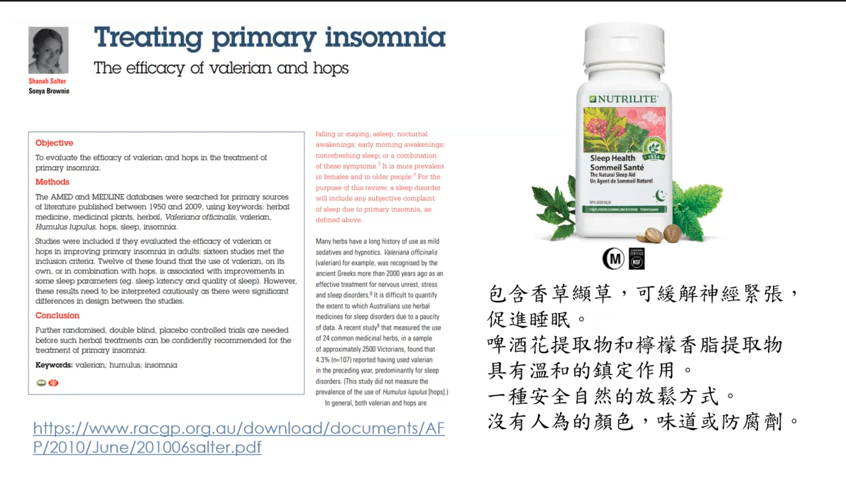 Treating primary insomnia
The efficacy of valerian and hops
Shanah Salter
Sonya Brownie
Objective
To evaluate the efficacy of valerian and hops in the treatment of
primary insomnia.
Methods
The AMED and MEDLINE databases were searched for primary sources
of literature published between 1950 and 2009, using keywords: herbal
medicine, medicinal plants, herbal, Valeriana officinalis, valerian,
Humulus lupulus, hops, sleep, insomnia.
Studies were included if they evaluated the efficacy of valerian or
hops in improving primary insomnia in adults: sixteen studies met the
inclusion criteria. Twelve of these found that the use of valerian, on its
own, or in combination with hops, is associated with improvements in
some sleep parameters (eg. sleep latency and quality of sleep). However,
these results need to be interpreted cautiously as there were significant
differences in design between the studies.
Conclusion
Further randomised, double blind, placebo controlled trials are needed
before such herbal treatments can be confidently recommended for the
treatment of primary insomnia.
Keywords: valerian; humulus; hops; insomnia
falling or staying, asleep; nocturnal
awakenings; early morning awakenings;
nonrefreshing sleep; or a combination
of these symptoms.7 It is more prevalent
in females and in older people.7 For the
purpose of this review, a sleep disorder
will include any subjective complaint
of sleep due to primary insomnia, as
defined above.
Many herbs have a long history of use as mild
sedatives and hypnotics. Valeriana officinalis
(valerian) for example, was recognised by the
ancient Greeks more than 2000 years ago as an
effective treatment for nervous unrest, stress
and sleep disorders.8 It is difficult to quantify
the extent to which Australians use herbal
medicines for sleep disorders due to a paucity
of data. A recent study9 that measured the use
of 24 common medicinal herbs, in a sample
of approximately 2500 Victorians, found that
4.3% (n=107) reported having used valerian
in the preceding year, predominantly for sleep
disorders. (This study did not measure the
prevalence of the use of Humulus lupulus [hops].)
In general, both valerian and hops are
https://www.racgp.org.au/download/documents/AF
P/2010/June/201006salter.pdf
NUTRILITE
Sleep Health
Sommeil Santé
The Natural Sleep Aid
Un Agent de Sommeil Naturel
M
NSF
包含香草纈草，可緩解神經緊張，
促進睡眠。
啤酒花提取物和檸檬香脂提取物
具有溫和的鎮定作用。
一種安全自然的放鬆方式。
沒有人為的顏色，味道或防腐劑。